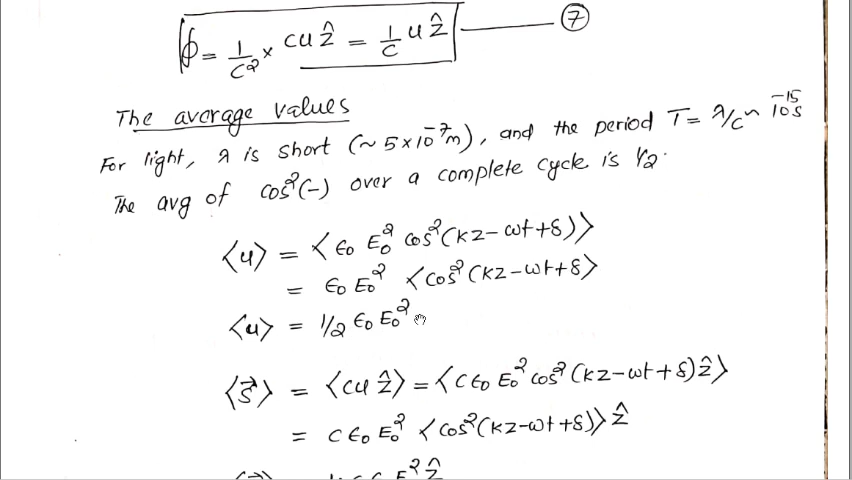 ℘ = 1/c² × cu ẑ = 1/c u ẑ —— ⑦
The average values
For light, λ is short (~ 5×10⁻⁷m), and the period T = λ/c ~ 10⁻¹⁵s
The avg of cos²(–) over a complete cycle is ½.
⟨u⟩ = ⟨ϵ₀ E₀² cos²(kz–ωt+δ)⟩
= ϵ₀ E₀² ⟨cos²(kz–ωt+δ⟩
⟨u⟩ = 1/2 ϵ₀ E₀²
⟨S⃗⟩ = ⟨cu ẑ⟩ = ⟨cϵ₀ E₀² cos²(kz–ωt+δ) ẑ⟩
= cϵ₀ E₀² ⟨cos²(kz–ωt+δ)⟩ ẑ